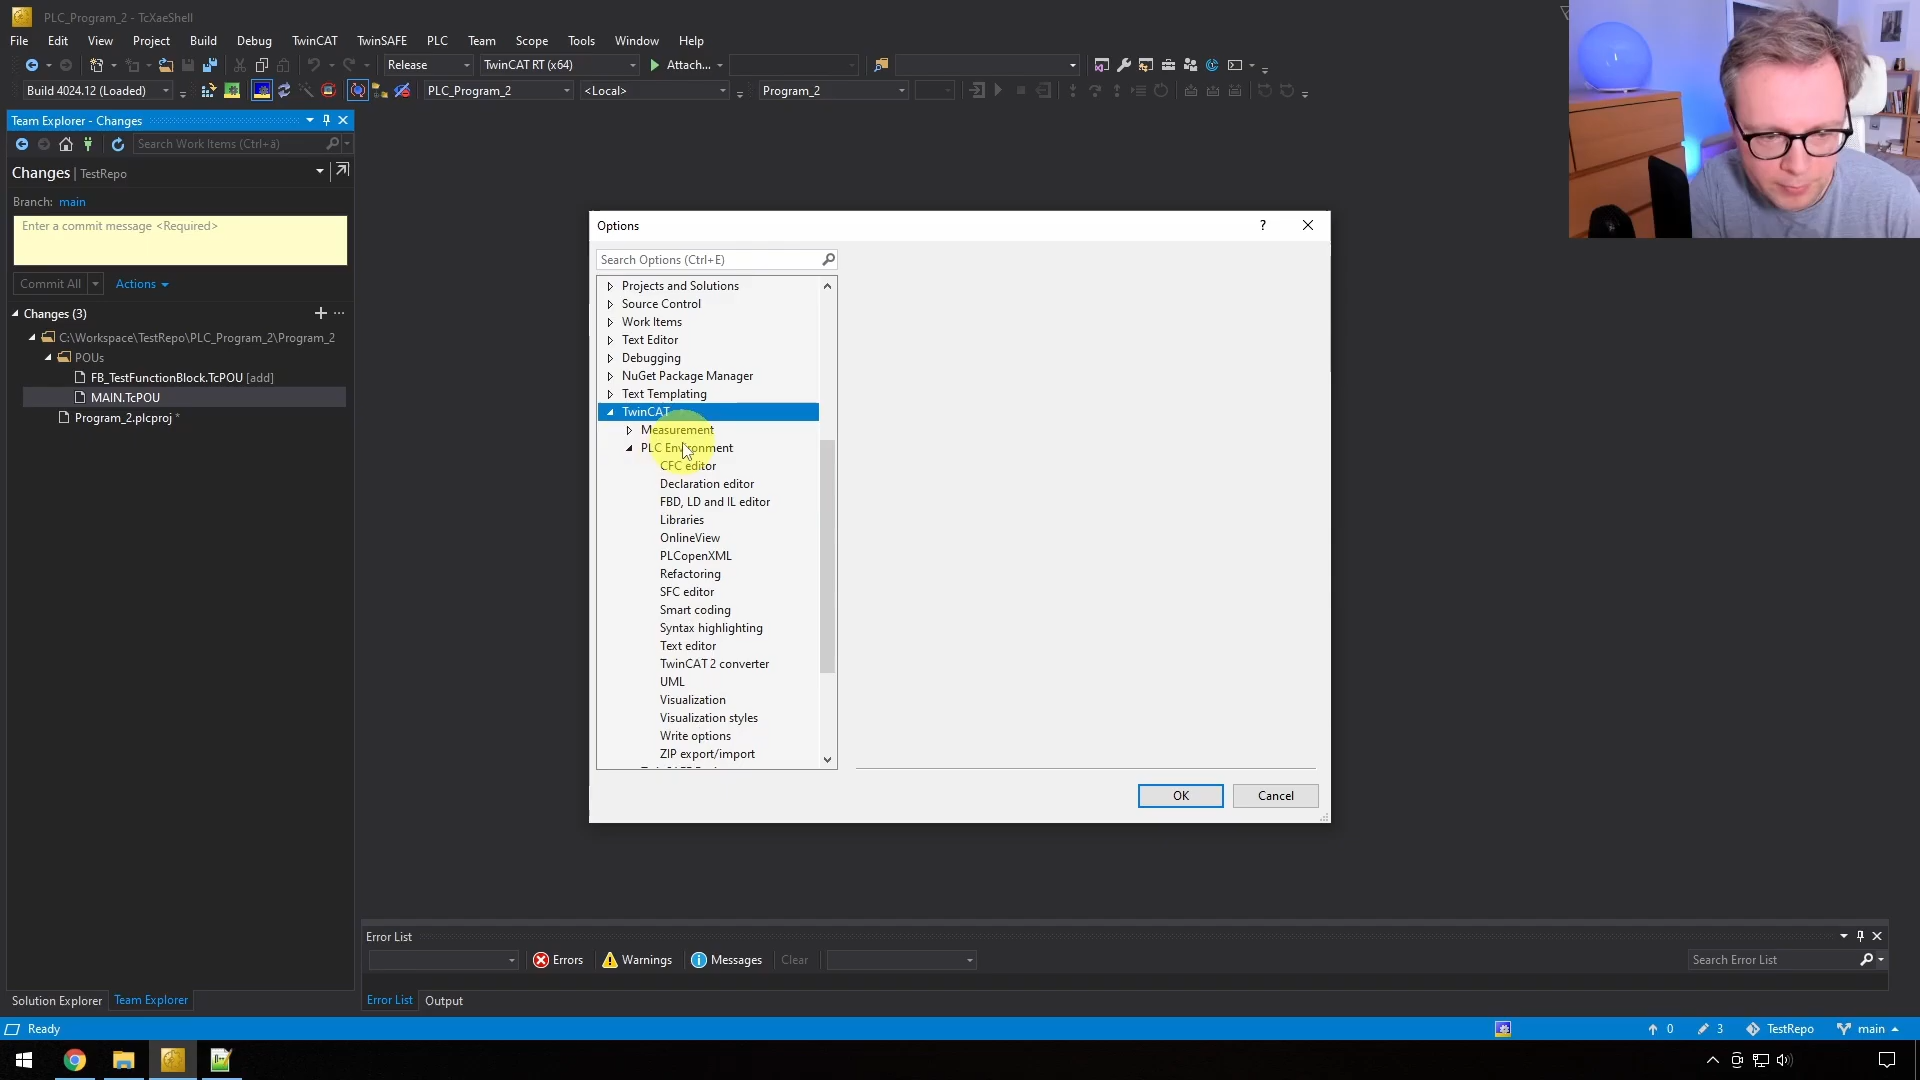 PLC_Program_2 - TcXaeShell
File Edit View Project Build Debug TwinCAT TwinSAFE PLC Team Scope Tools Window Help
Release TwinCAT RT (x64) Attach...
Build 4024.12 (Loaded) PLC_Program_2 <Local> Program_2
Team Explorer - Changes
Search Work Items (Ctrl+ä)
Changes | TestRepo
Branch: main
Enter a commit message <Required>
Commit All Actions
Changes (3)
C:\Workspace\TestRepo\PLC_Program_2\Program_2
POUs
FB_TestFunctionBlock.TcPOU [add]
MAIN.TcPOU
Program_2.plcproj *
Options
?
Search Options (Ctrl+E)
Projects and Solutions
Source Control
Work Items
Text Editor
Debugging
NuGet Package Manager
Text Templating
TwinCAT
Measurement
PLC Environment
CFC editor
Declaration editor
FBD, LD and IL editor
Libraries
OnlineView
PLCopenXML
Refactoring
SFC editor
Smart coding
Syntax highlighting
Text editor
TwinCAT 2 converter
UML
Visualization
Visualization styles
Write options
ZIP export/import
OK Cancel
Error List
Errors Warnings Messages Clear
Search Error List
Solution Explorer Team Explorer
Error List Output
Ready
0 3 TestRepo main